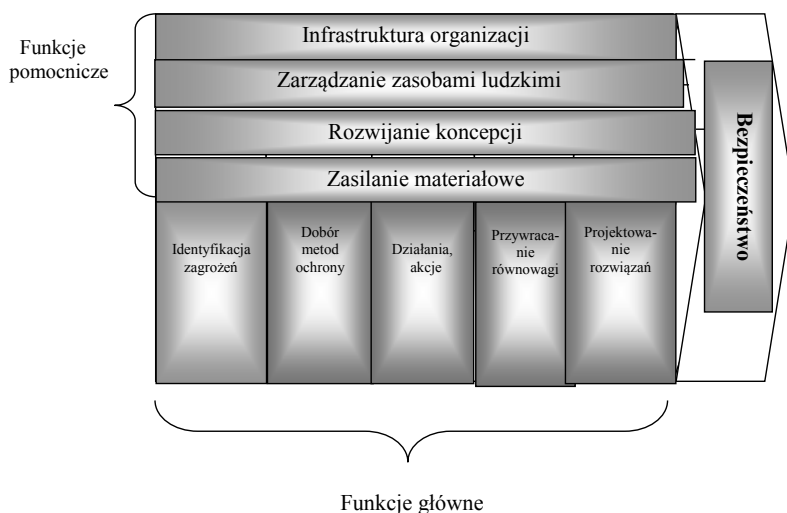 Funkcje
pomocnicze
Infrastruktura organizacji
Zarządzanie zasobami ludzkimi
Rozwijanie koncepcji
Zasilanie materiałowe
Identyfikacja
zagrożeń
Dobór
metod
ochrony
Działania,
akcje
Przywraca-
nie
równowagi
Projektowa-
nie
rozwiązań
Bezpieczeństwo
Funkcje główne